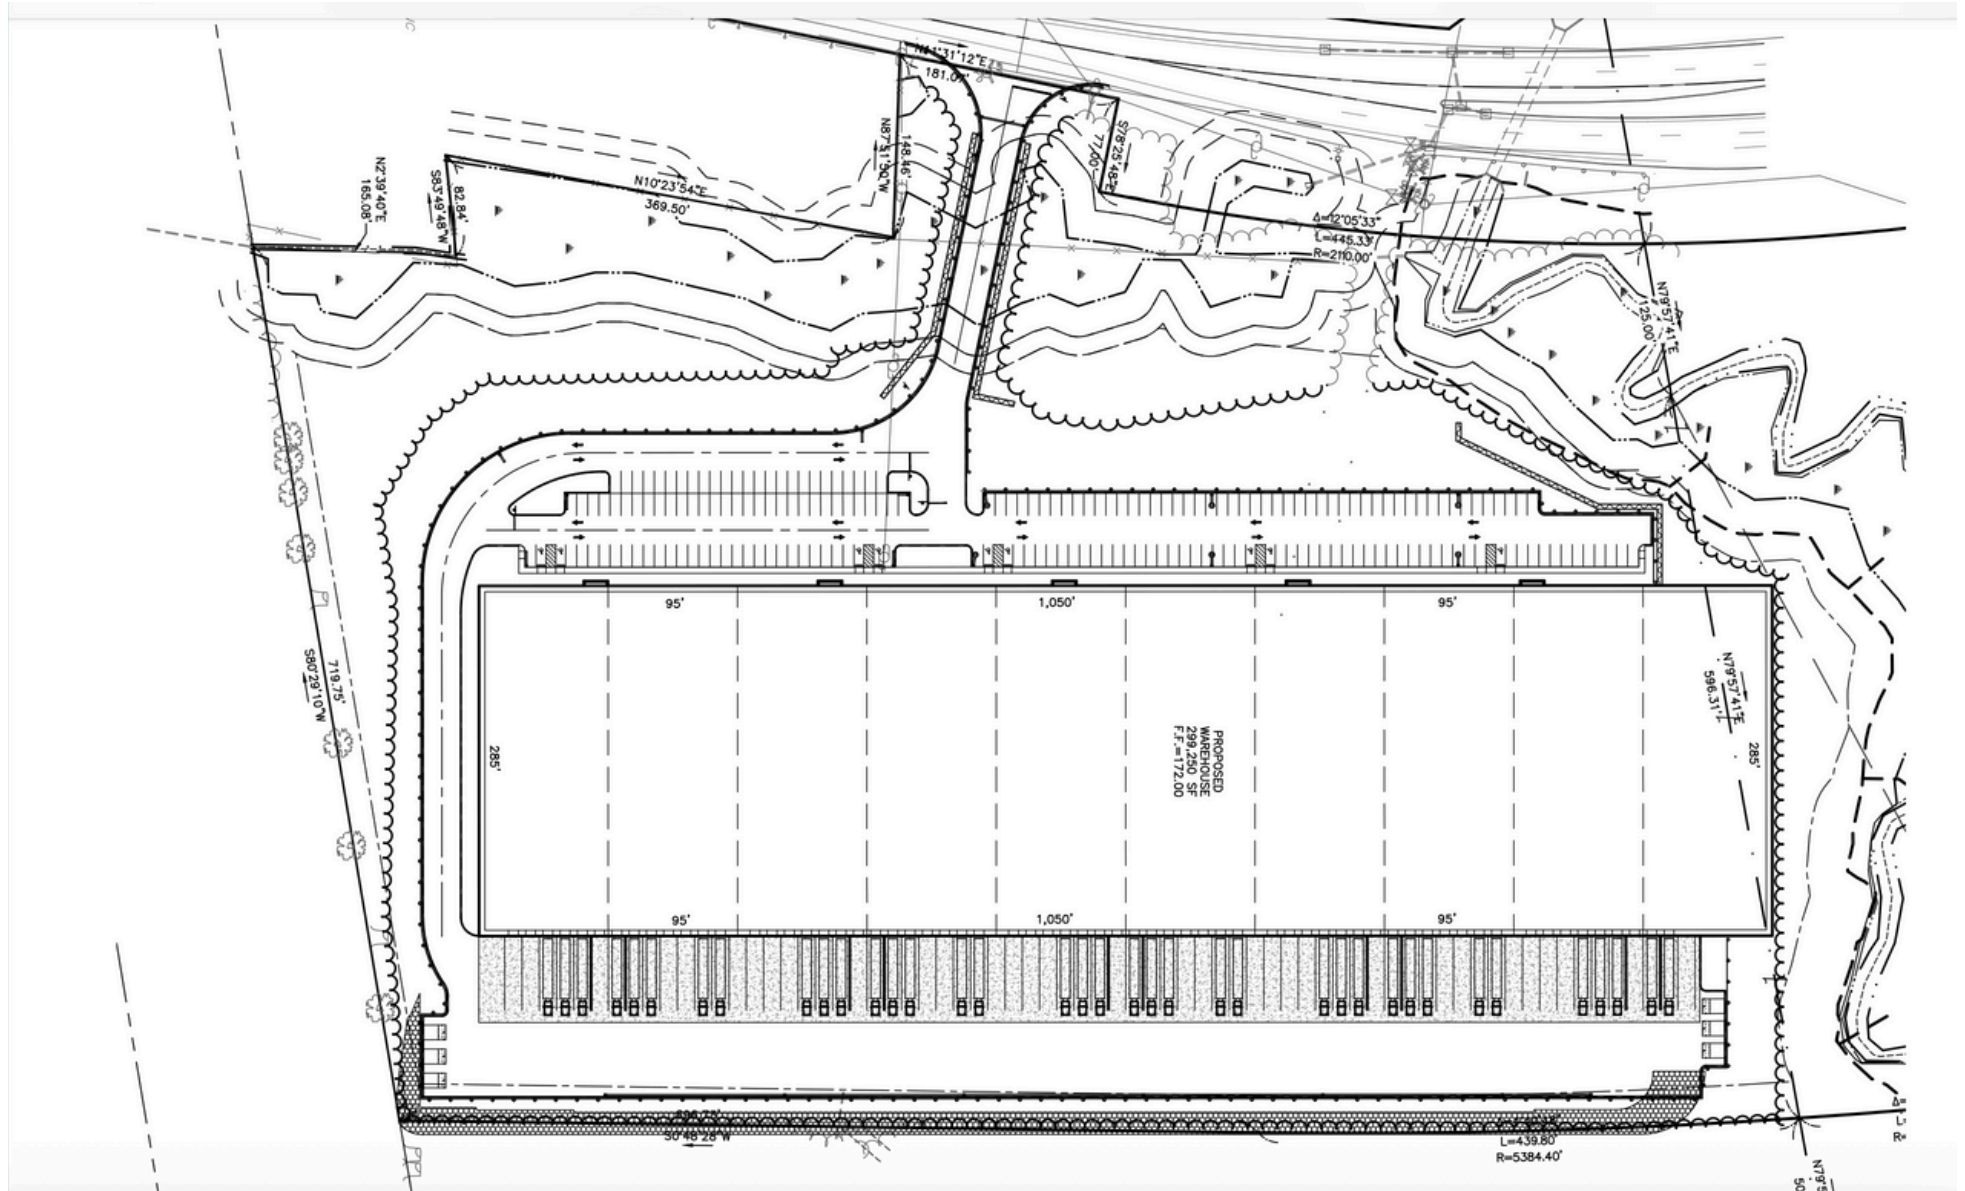 N11°31'12"E
181.07'
N87°51'50"W
148.46'
S78°25'48"E
77.00'
N2°39'40"E
165.08'
S83°49'48"W
82.84'
N10°23'54"E
369.50'
Δ=12°05'33"
L=445.33'
R=2110.00'
N79°57'41"E
125.00'
95'
1,050'
95'
719.75'
S80°29'10"W
N79°57'41"E
596.31'
285'
PROPOSED
WAREHOUSE
299,250 SF
F.F.=172.00
285'
95'
1,050'
95'
S0°48'28"W
L=439.80'
R=5384.40'
Δ=
L=
R=